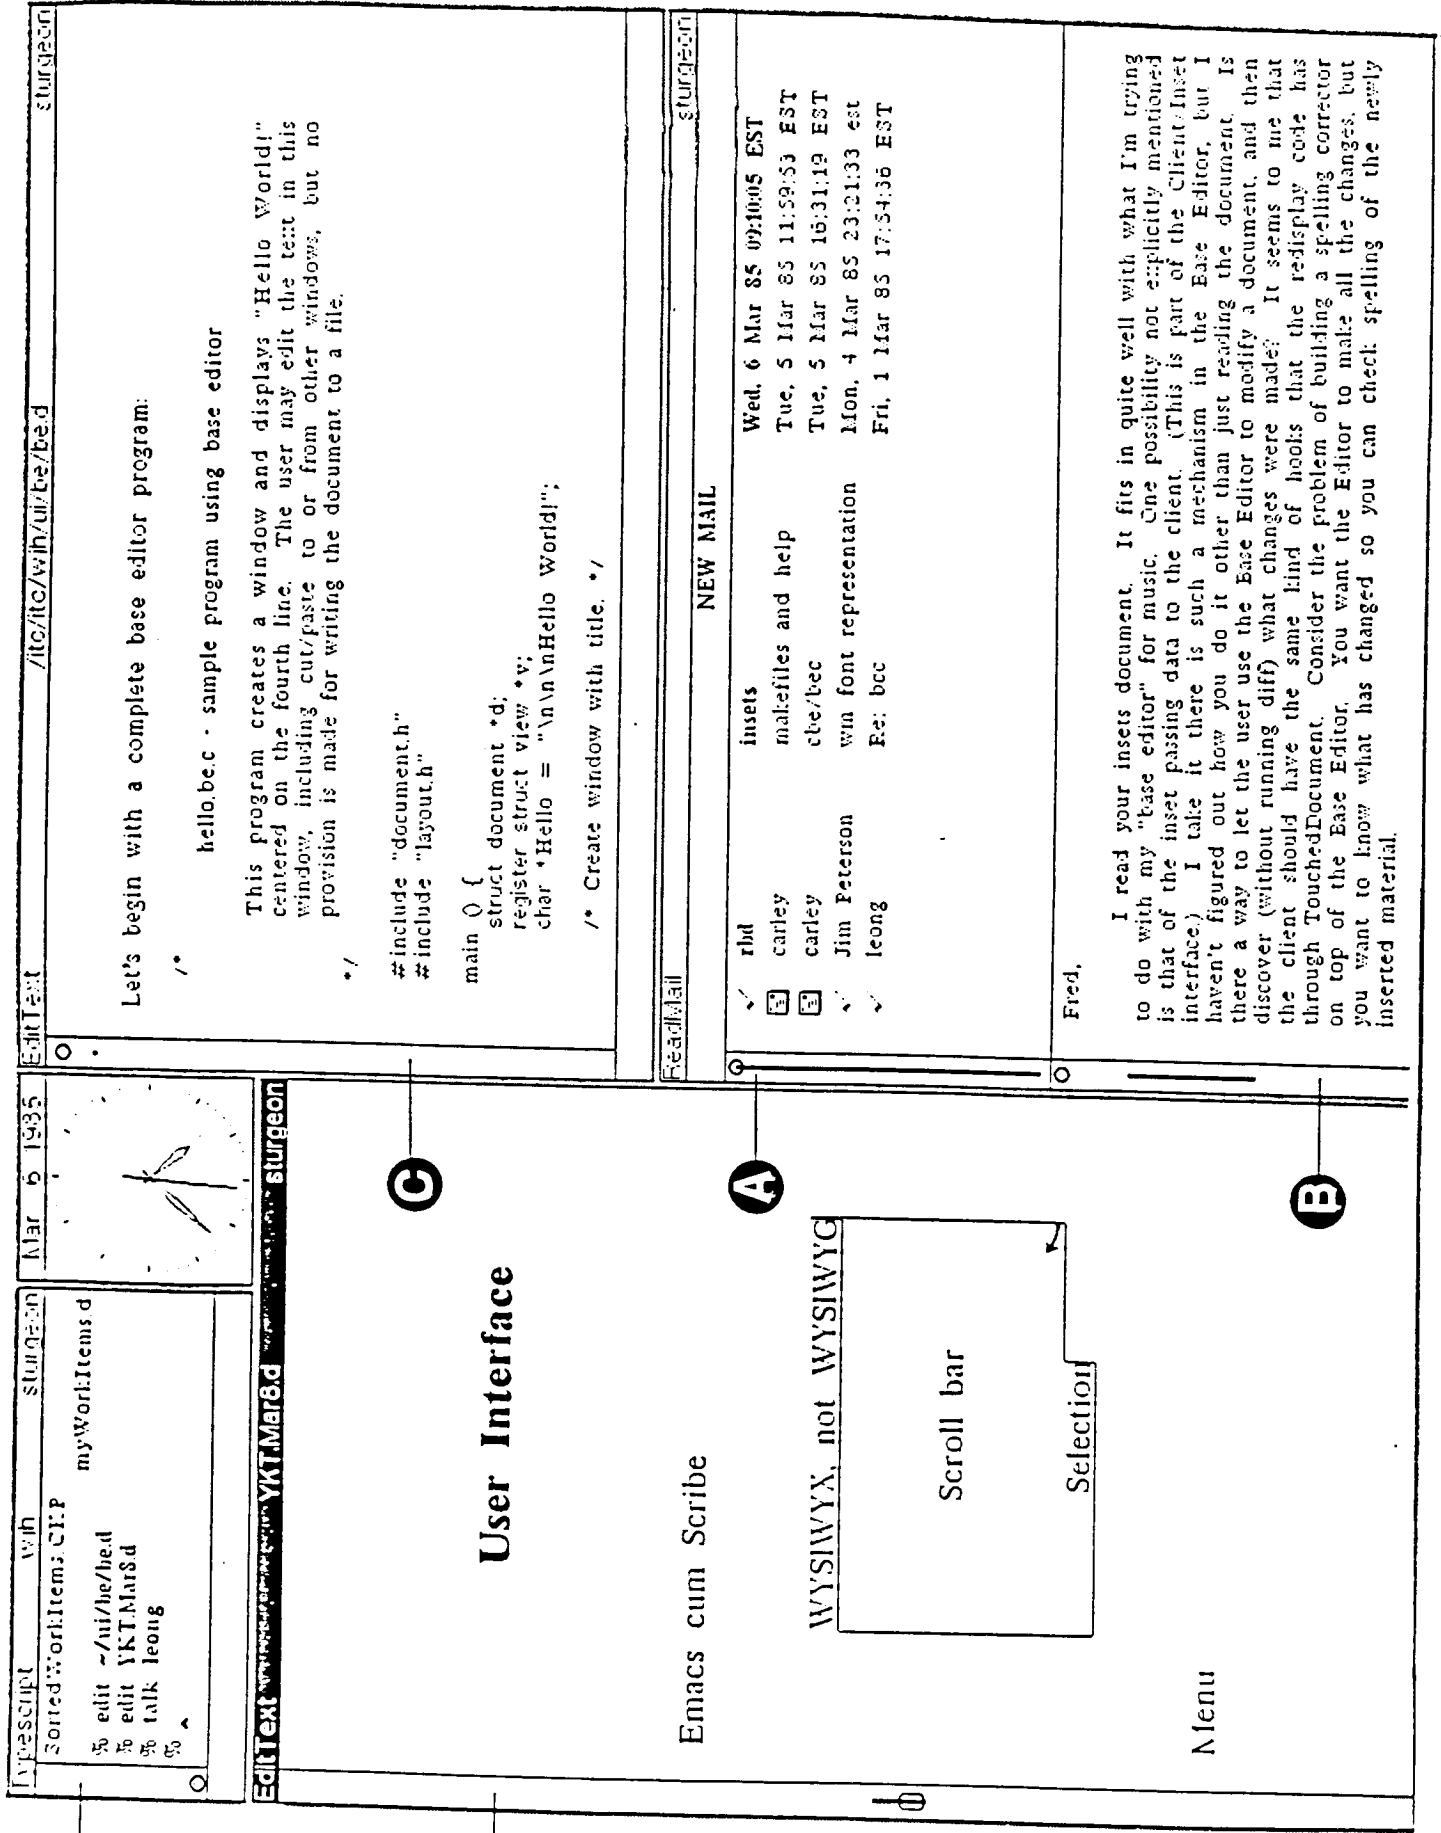 Typescript wjh sturgeon
SortedWorkItems.CHP myWorkItems.d
% edit ~/ui/be/be.d
% edit YKT.Mar8.d
% talk leong
%
Mar 6 1985
EditText YKT.Mar8.d sturgeon
User Interface
Emacs cum Scribe
WYSIWYX, not WYSIWYG
Scroll bar
Selection
Menu
EditText /itc/itc/wjh/ui/be/be.d sturgeon
Let's begin with a complete base editor program:
/*
hello.be.c - sample program using base editor
This program creates a window and displays "Hello World!"
centered on the fourth line. The user may edit the text in this
window, including cut/paste to or from other windows, but no
provision is made for writing the document to a file.
*/
#include "document.h"
#include "layout.h"
main () {
struct document *d;
register struct view *v;
char *Hello = "\n\n\nHello World!";
/* Create window with title. */
C
ReadMail sturgeon
NEW MAIL
rhd insets Wed, 6 Mar 85 09:10:05 EST
carley makefiles and help Tue, 5 Mar 85 11:59:53 EST
carley cbe/bec Tue, 5 Mar 85 16:31:19 EST
Jim Peterson wm font representation Mon, 4 Mar 85 23:21:33 est
leong Re: bcc Fri, 1 Mar 85 17:54:36 EST
A
Fred,
I read your insets document. It fits in quite well with what I'm trying
to do with my "base editor" for music. One possibility not explicitly mentioned
is that of the inset passing data to the client. (This is part of the Client/Inset
interface.) I take it there is such a mechanism in the Base Editor, but I
haven't figured out how you do it other than just reading the document. Is
there a way to let the user use the Base Editor to modify a document, and then
discover (without running diff) what changes were made? It seems to me that
the client should have the same kind of hooks that the redisplay code has
through TouchedDocument. Consider the problem of building a spelling corrector
on top of the Base Editor. You want the Editor to make all the changes, but
you want to know what has changed so you can check spelling of the newly
inserted material.
B